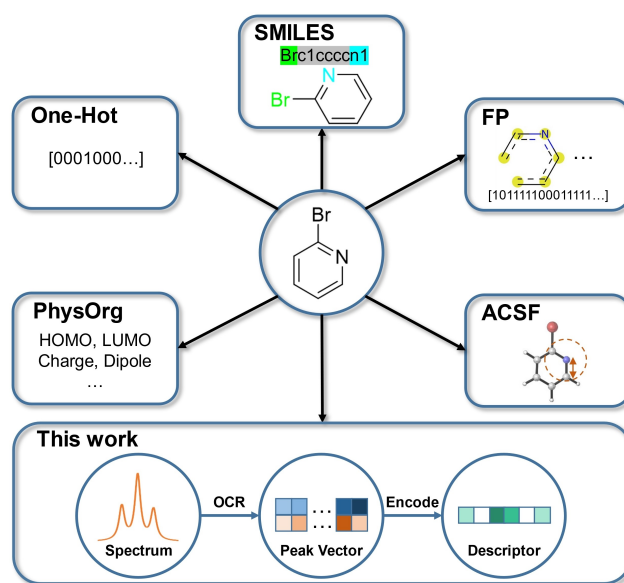 SMILES
Brc1ccccn1
N
Br
One-Hot
[0001000…]
FP
N
…
[101111100011111…]
Br
N
PhysOrg
HOMO, LUMO
Charge, Dipole
…
ACSF
This work
OCR
Encode
… 
…
Spectrum
Peak Vector
Descriptor